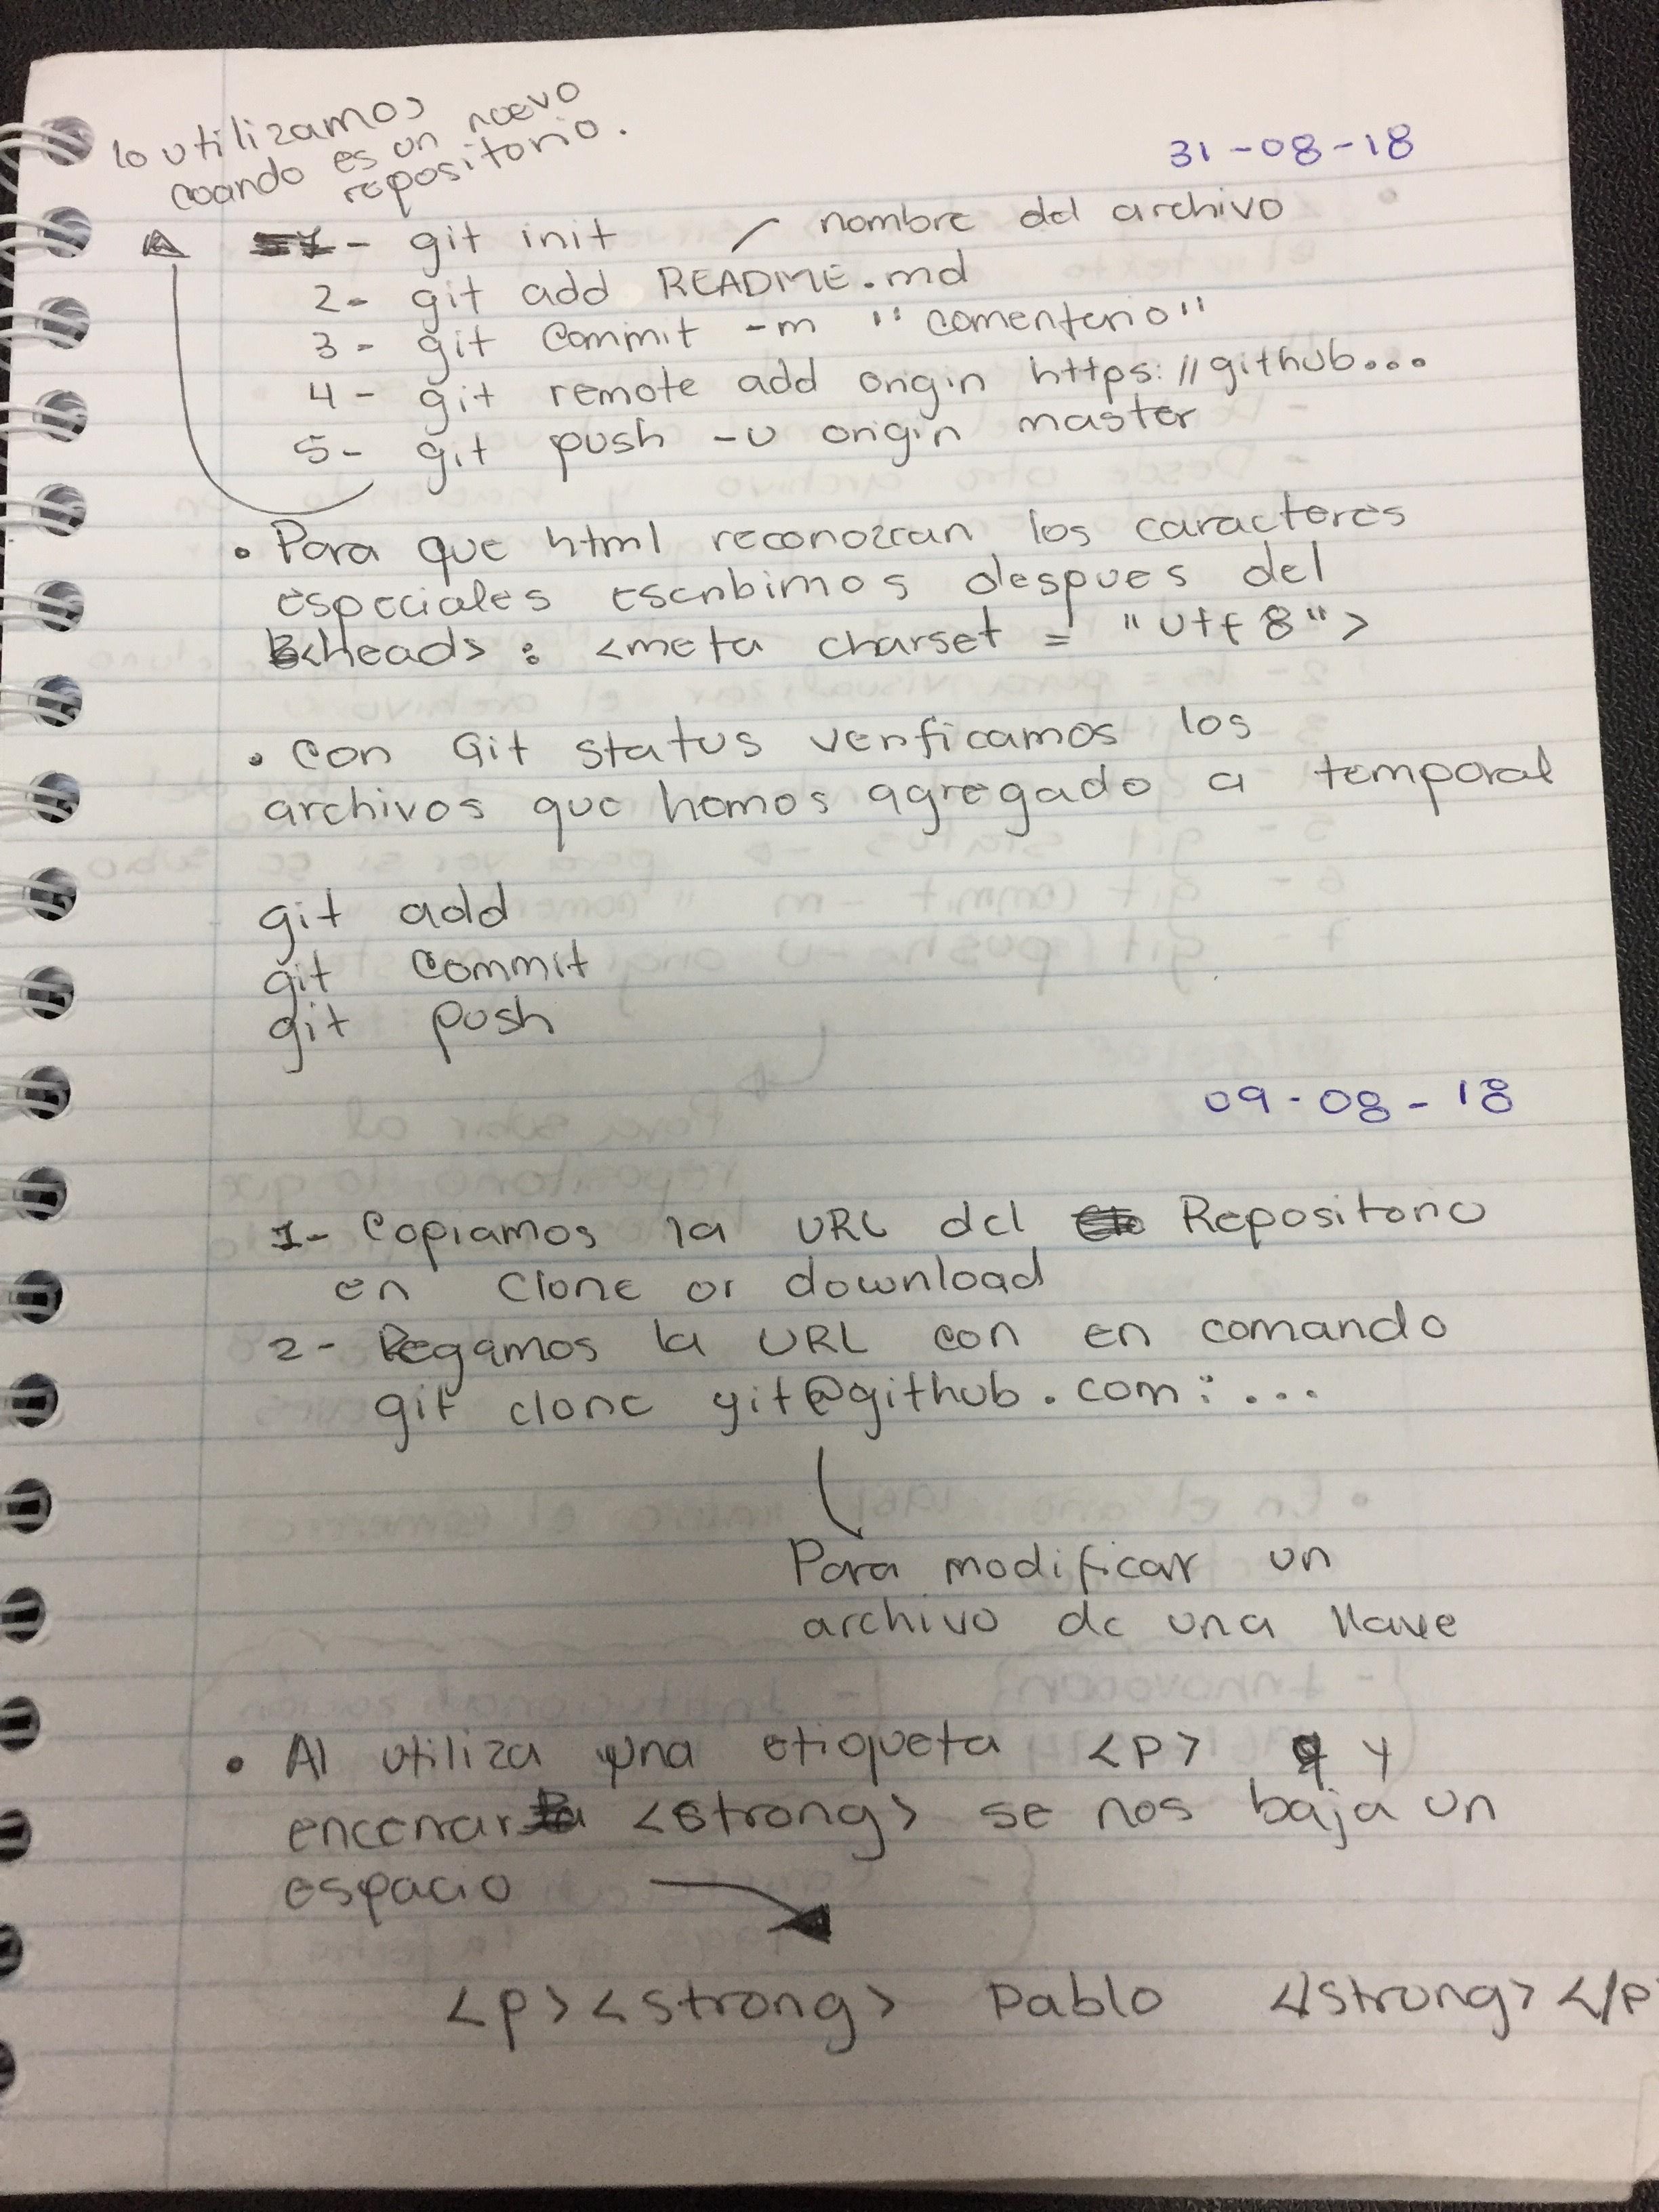 lo utilizamos
cuando es un nuevo
repositorio.
31-08-18
1- git init / nombre del archivo
2- git add README.md
3- git commit -m "comentario"
4- git remote add origin https://github...
5- git push -u origin master
• Para que html reconozcan los caracteres
especiales escribimos despues del
<head> : <meta charset = "utf8">
• Con Git status verificamos los
archivos que hemos agregado a temporal
git add
git commit
git push
09-08-18
1- Copiamos la URL del Repositorio
en Clone or download
2- Pegamos la URL con en comando
git clone git@github.com:...
Para modificar un
archivo de una llave
• Al utiliza una etiqueta <p> y
encerrar <strong> se nos baja un
espacio
<p><strong> Pablo </strong></p